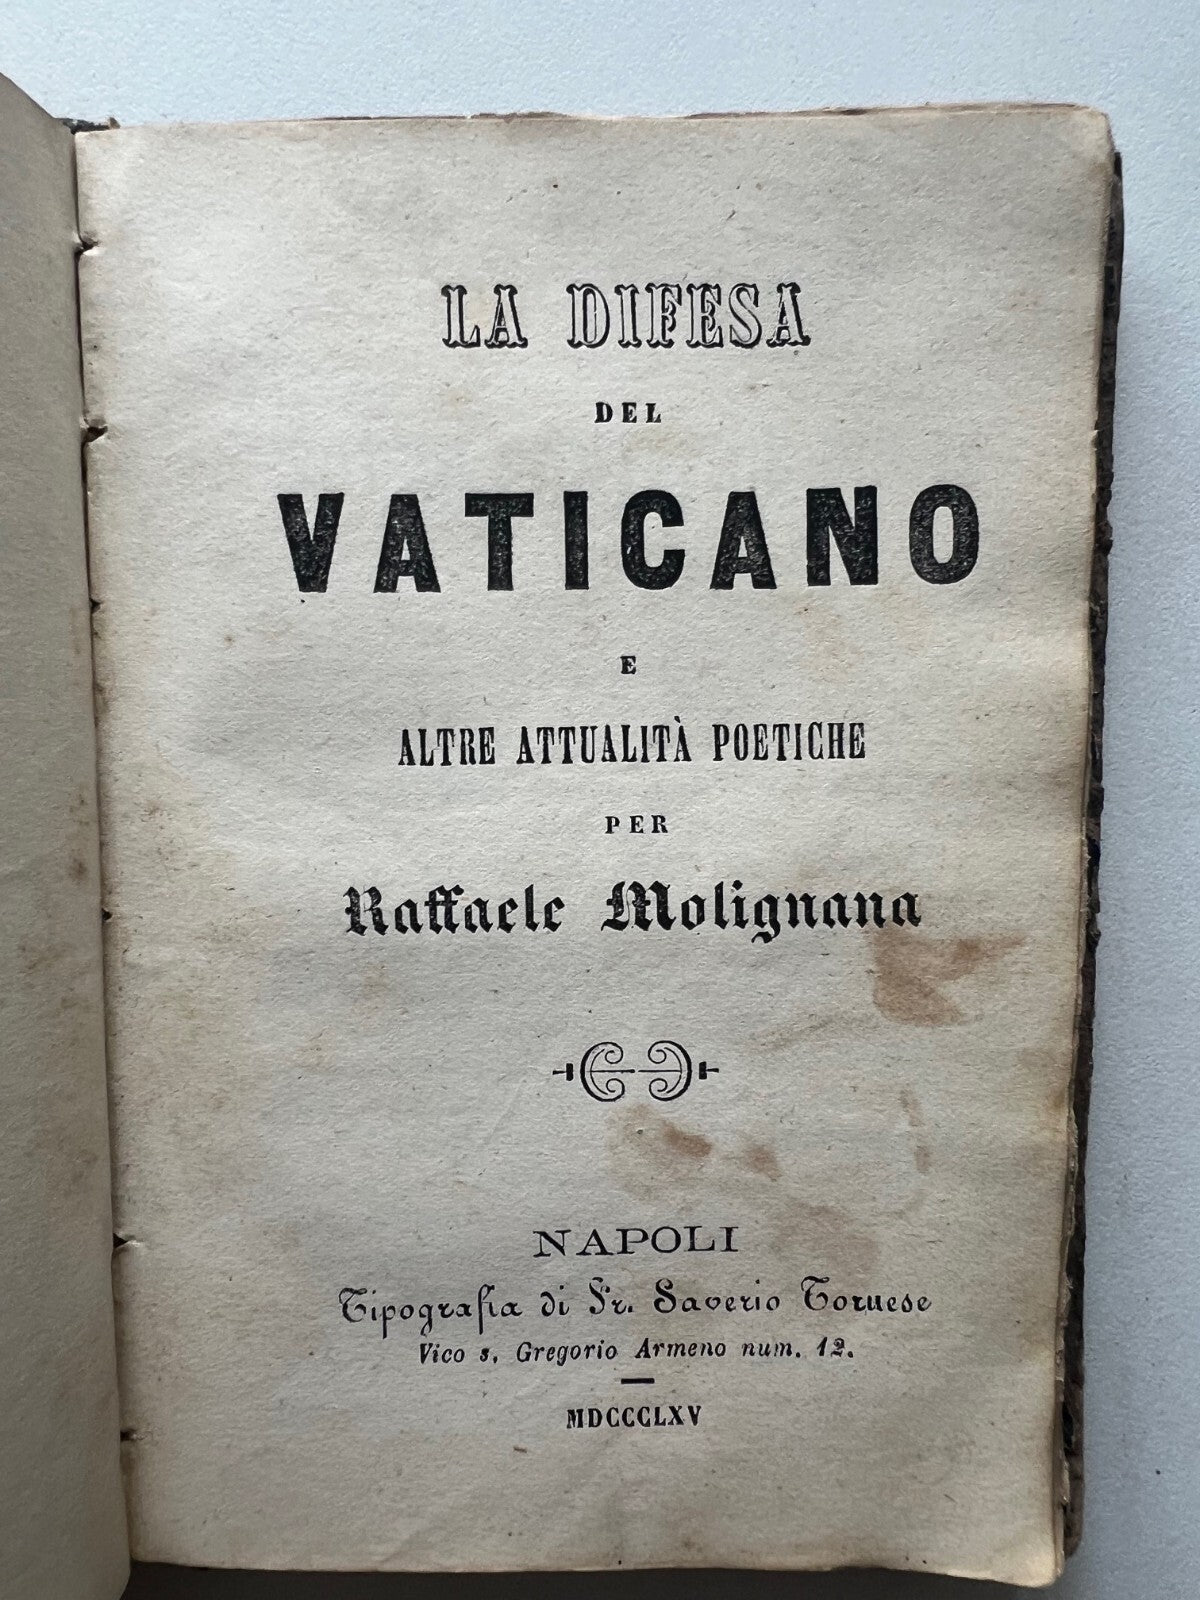 LA DIFESA
DEL
VATICANO
E
ALTRE ATTUALITÀ POETICHE
PER
Raffaele Molignana
NAPOLI
Tipografia di Fr. Saverio Tornese
Vico s. Gregorio Armeno num. 12.
MDCCCLXV